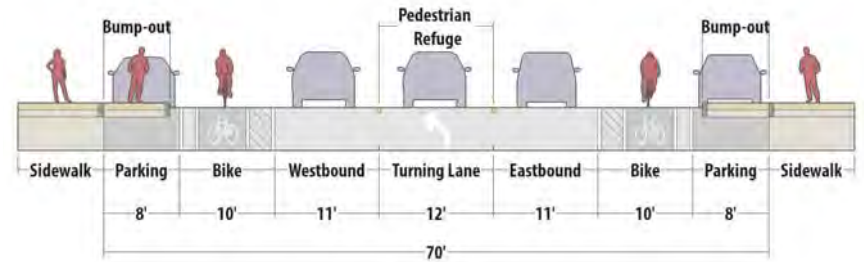 Pedestrian
Refuge
Bump-out
Bump-out
Sidewalk Parking Bike Westbound Turning Lane Eastbound Bike Parking Sidewalk
8' 10' 11' 12' 11' 10' 8'
70'